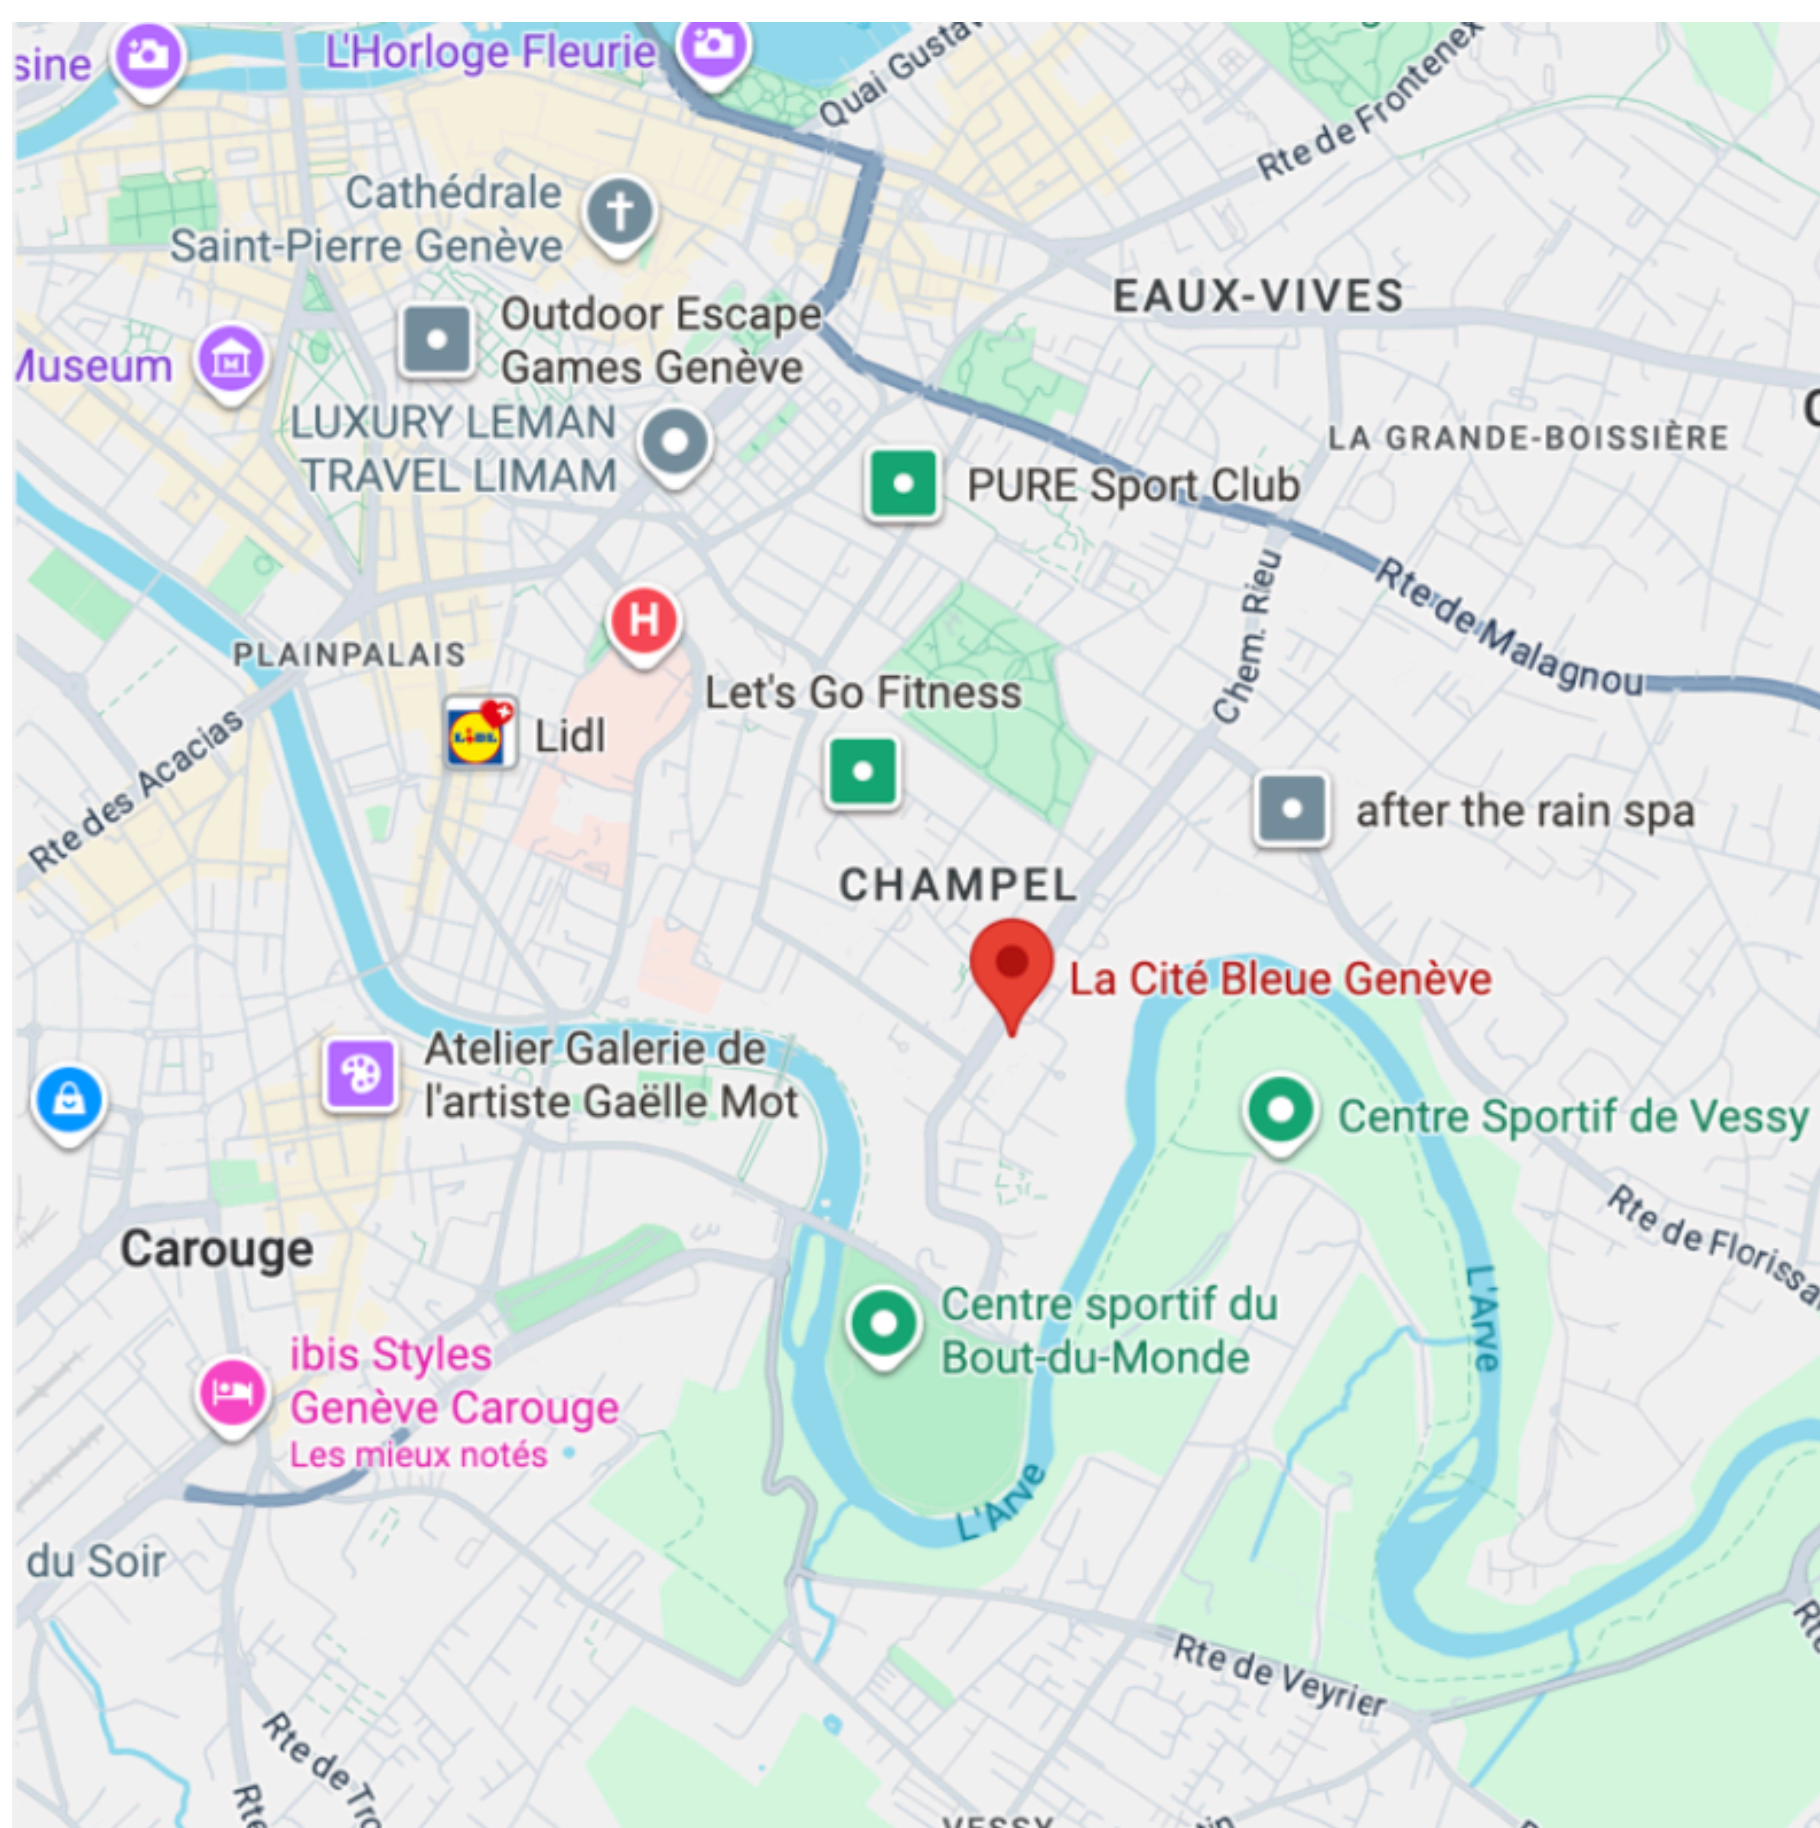 sine
L'Horloge Fleurie
Quai Gustav
Rte de Frontenex
Cathédrale
Saint-Pierre Genève
Outdoor Escape
Games Genève
EAUX-VIVES
Museum
LUXURY LEMAN
TRAVEL LIMAM
LA GRANDE-BOISSIÈRE
PURE Sport Club
Chem. Rieu
Rte de Malagnou
H
PLAINPALAIS
Let's Go Fitness
Lidl
Rte des Acacias
after the rain spa
CHAMPEL
La Cité Bleue Genève
Atelier Galerie de
l'artiste Gaëlle Mot
Centre Sportif de Vessy
Rte de Florissa
Carouge
L'Arve
Centre sportif du
Bout-du-Monde
ibis Styles
Genève Carouge
Les mieux notés
L'Arve
du Soir
Rte
Rte de Veyrier
Rte de Tro
Rte
VESSY